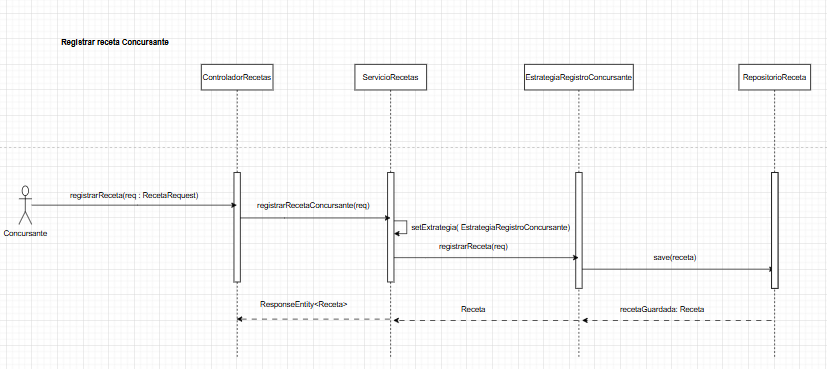 Registrar receta Concursante
ControladorRecetas
ServicioRecetas
EstrategiaRegistroConcursante
RepositorioReceta
registrarReceta(req : RecetaRequest)
registrarRecetaConcursante(req)
setExtrategia( EstrategiaRegistroConcursante)
Concursante
registrarReceta(req)
save(receta)
ResponseEntity<Receta>
Receta
recetaGuardada: Receta